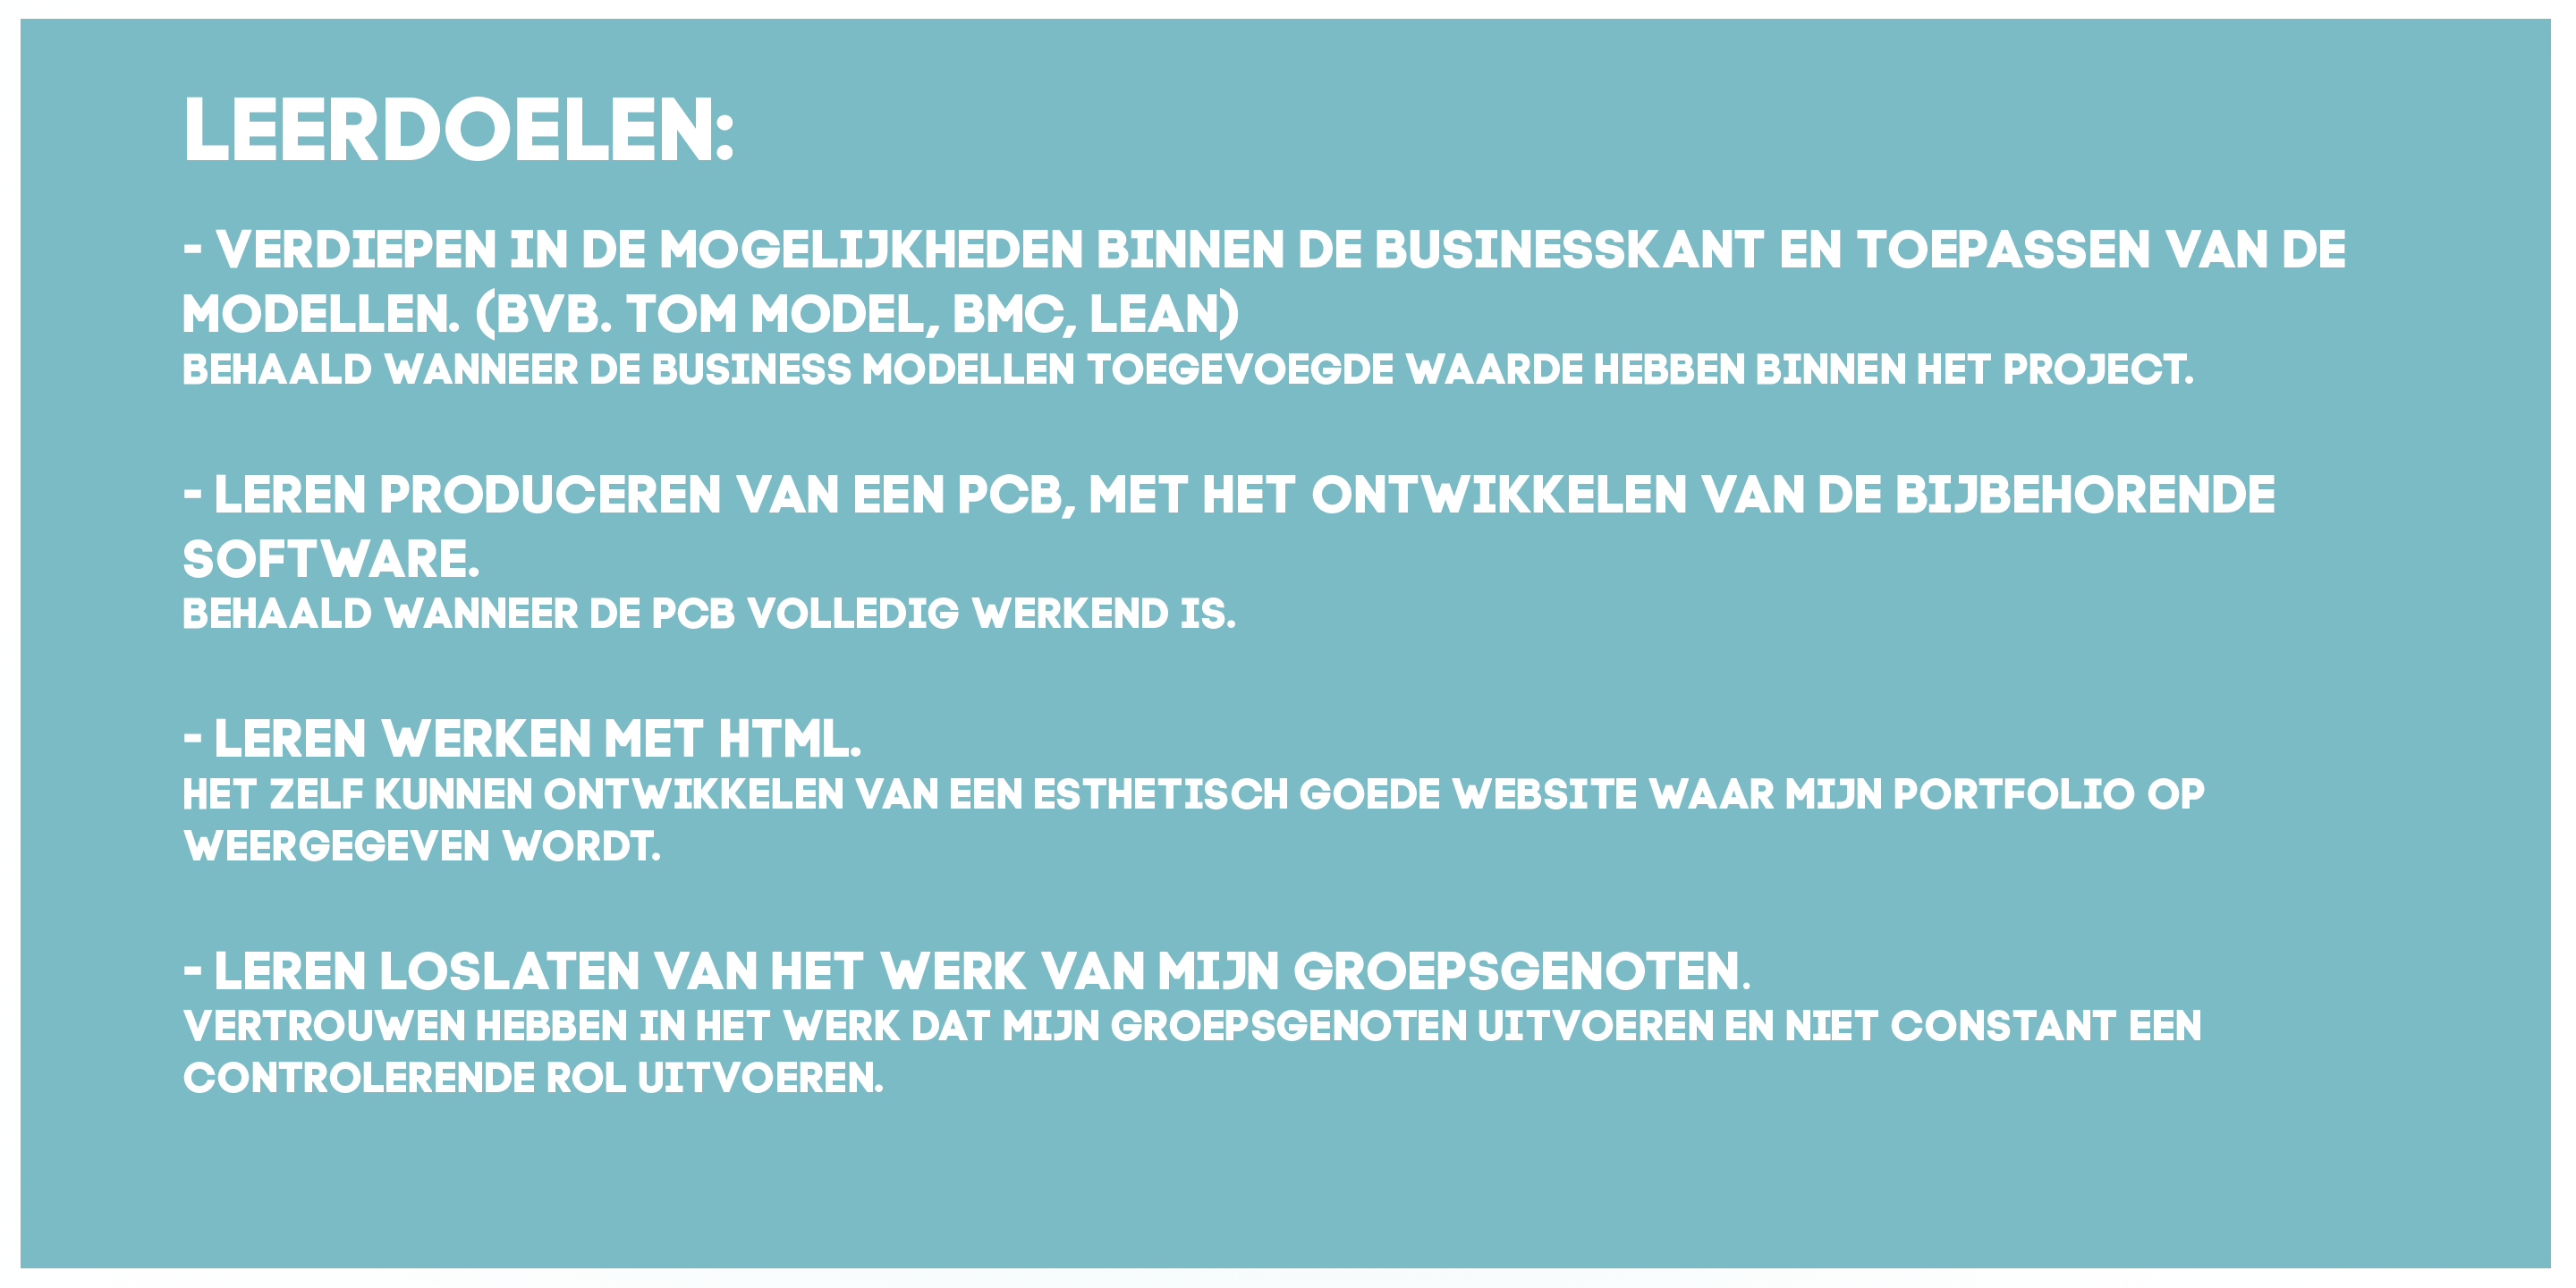 LEERDOELEN:
- VERDIEPEN IN DE MOGELIJKHEDEN BINNEN DE BUSINESSKANT EN TOEPASSEN VAN DE
MODELLEN. (BVB. TOM MODEL, BMC, LEAN)
BEHAALD WANNEER DE BUSINESS MODELLEN TOEGEVOEGDE WAARDE HEBBEN BINNEN HET PROJECT.
- LEREN PRODUCEREN VAN EEN PCB, MET HET ONTWIKKELEN VAN DE BIJBEHORENDE
SOFTWARE.
BEHAALD WANNEER DE PCB VOLLEDIG WERKEND IS.
- LEREN WERKEN MET HTML.
HET ZELF KUNNEN ONTWIKKELEN VAN EEN ESTHETISCH GOEDE WEBSITE WAAR MIJN PORTFOLIO OP
WEERGEGEVEN WORDT.
- LEREN LOSLATEN VAN HET WERK VAN MIJN GROEPSGENOTEN.
VERTROUWEN HEBBEN IN HET WERK DAT MIJN GROEPSGENOTEN UITVOEREN EN NIET CONSTANT EEN
CONTROLERENDE ROL UITVOEREN.